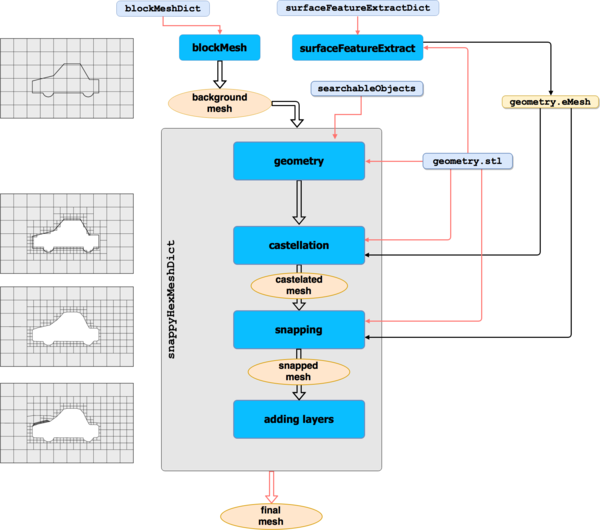 blockMeshDict
surfaceFeatureExtractDict
blockMesh
surfaceFeatureExtract
searchableObjects
background
mesh
geometry.eMesh
geometry
geometry.stl
castellation
castelated
mesh
snappyHexMeshDict
snapping
snapped
mesh
adding layers
final
mesh